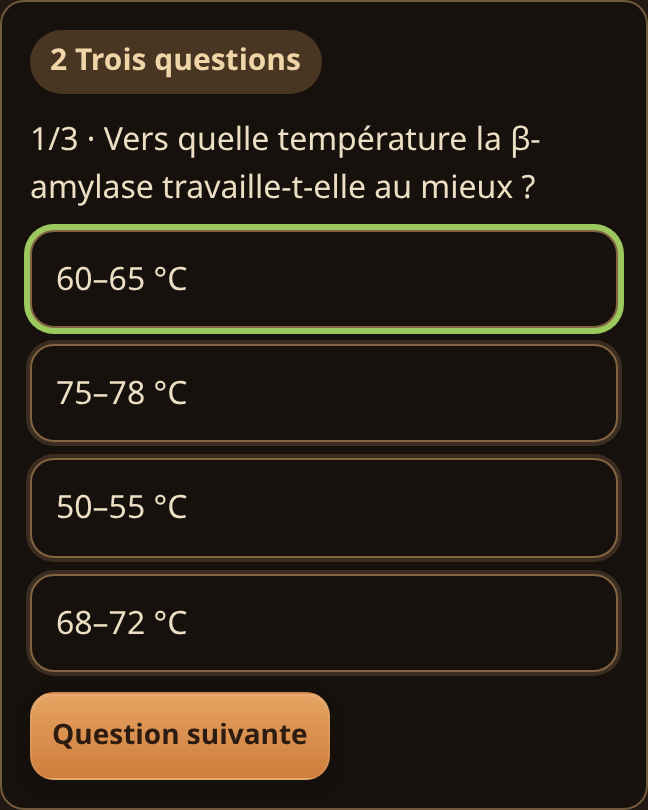 2 Trois questions
1/3 · Vers quelle température la β-
amylase travaille-t-elle au mieux ?
60–65 °C
75–78 °C
50–55 °C
68–72 °C
Question suivante